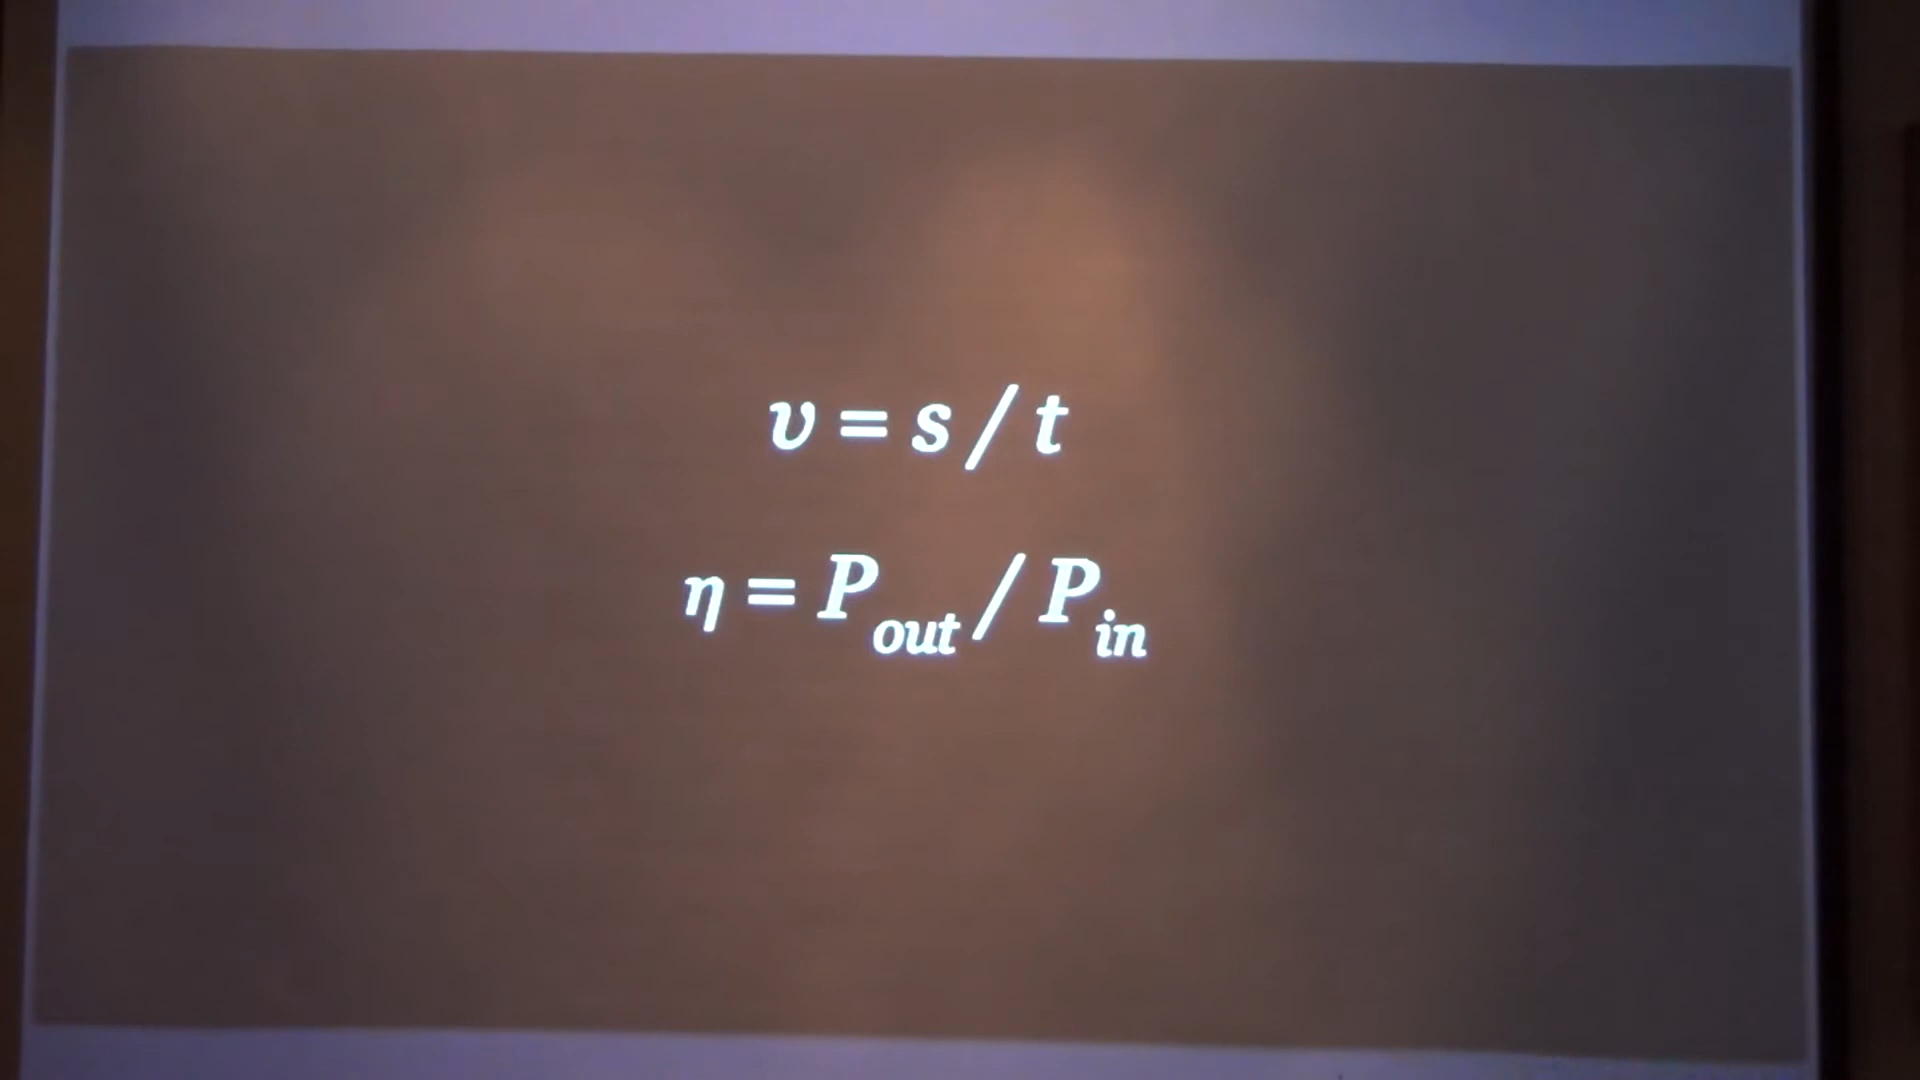 v = s / t
η = P_out / P_in